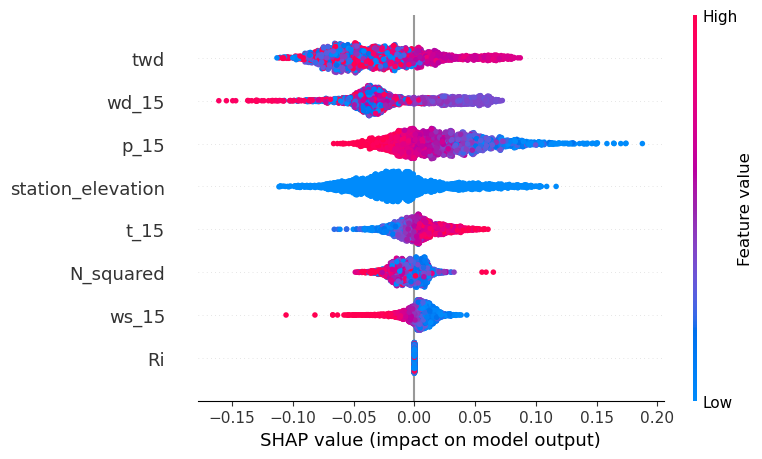 High
twd
wd_15
p_15
station_elevation
t_15
N_squared
ws_15
Ri
Feature value
Low
−0.15 −0.10 −0.05 0.00 0.05 0.10 0.15 0.20
SHAP value (impact on model output)